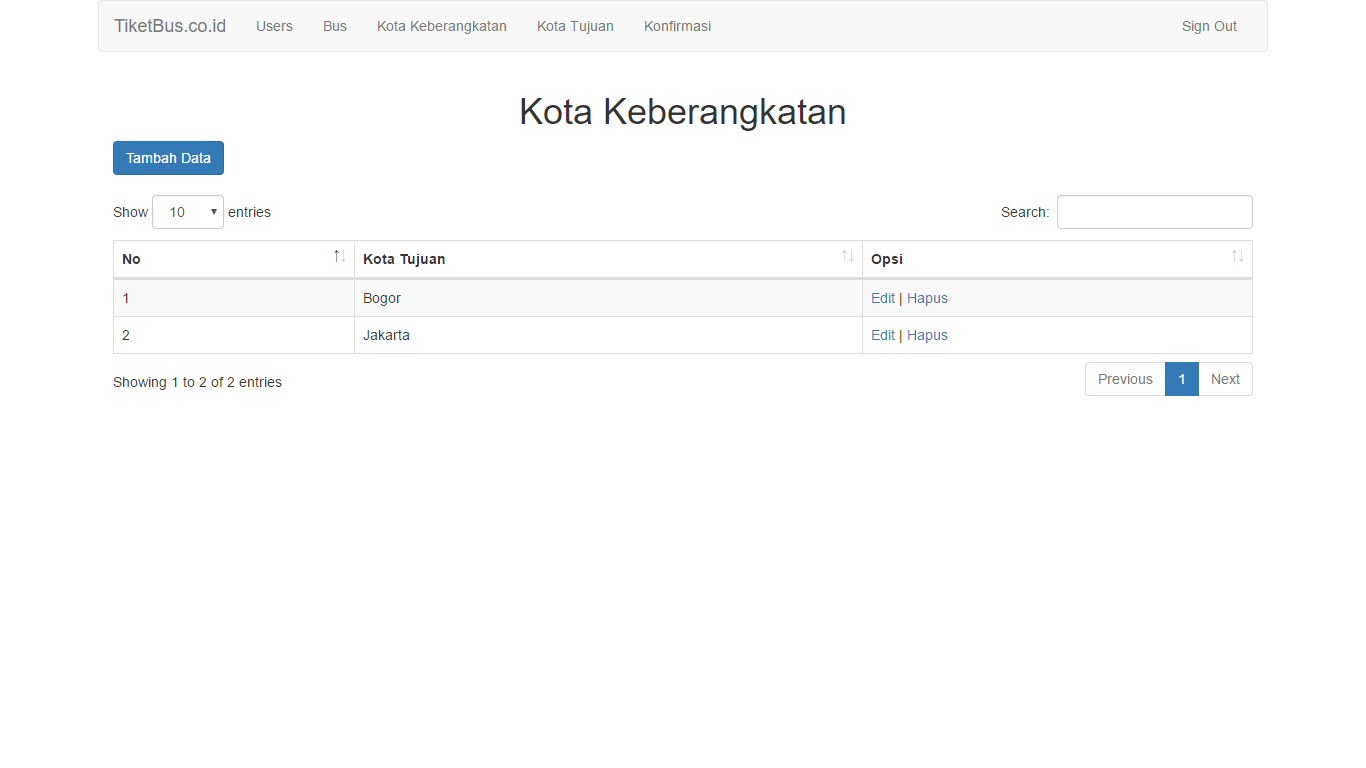 TiketBus.co.id Users Bus Kota Keberangkatan Kota Tujuan Konfirmasi Sign Out
Kota Keberangkatan
Tambah Data
Show 10 entries Search:
No Kota Tujuan Opsi
1 Bogor Edit | Hapus
2 Jakarta Edit | Hapus
Showing 1 to 2 of 2 entries Previous 1 Next